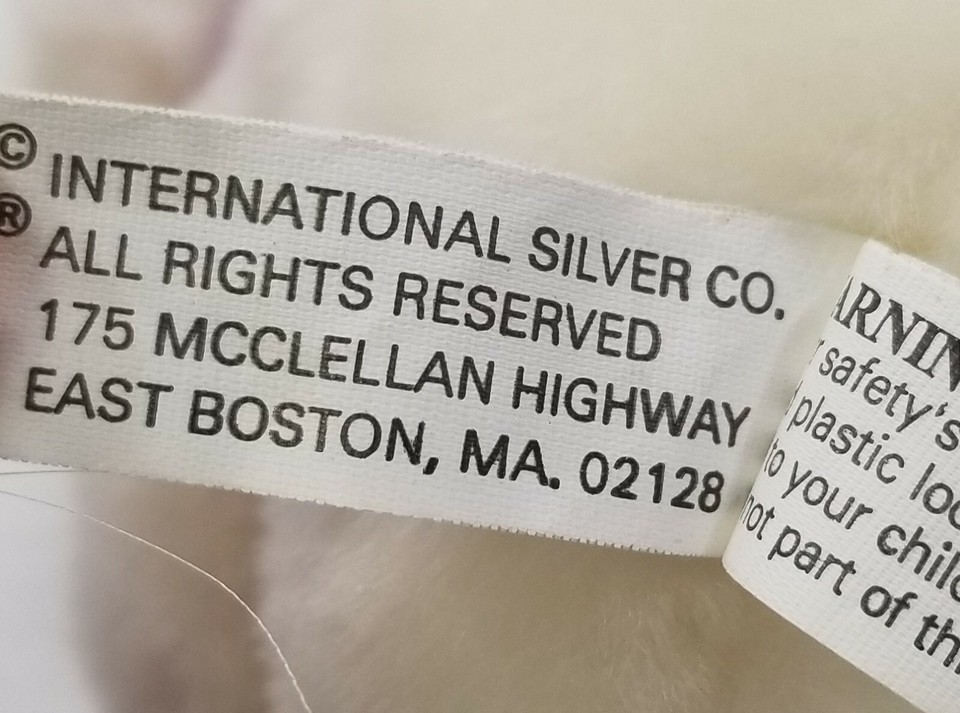 © INTERNATIONAL SILVER CO.
® ALL RIGHTS RESERVED
175 MCCLELLAN HIGHWAY
EAST BOSTON, MA. 02128
safety's
plastic
to your
part of